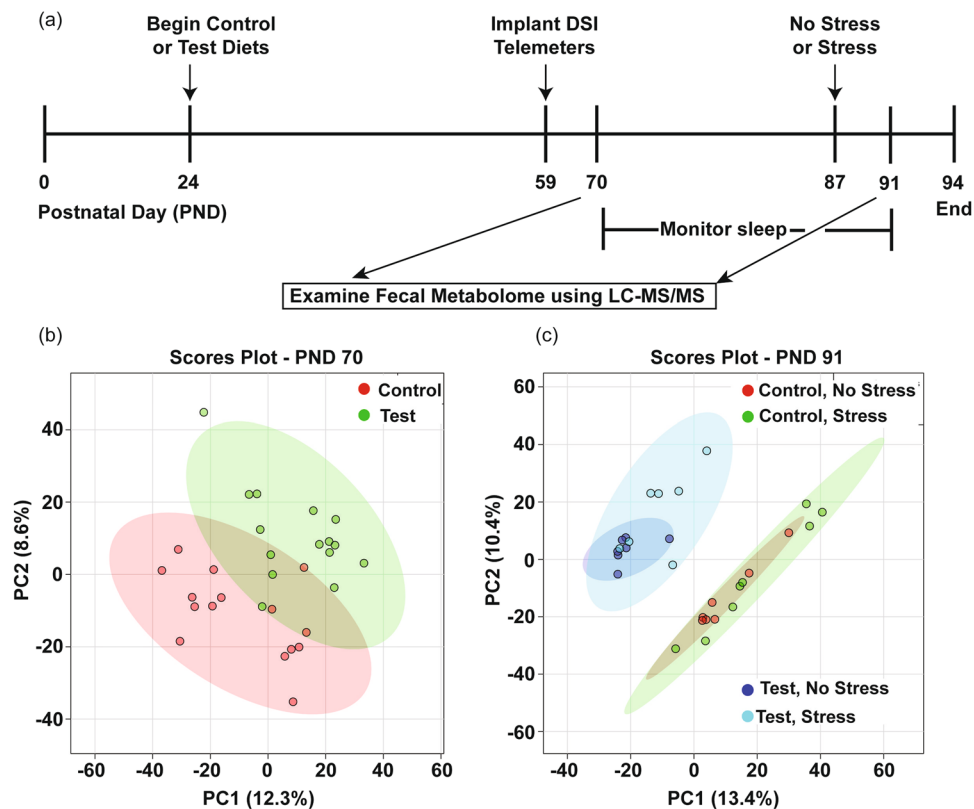 (a)
Begin Control
or Test Diets
Implant DSI
Telemeters
No Stress
or Stress
0
24
59
70
87
91
94
Postnatal Day (PND)
End
Monitor sleep
Examine Fecal Metabolome using LC-MS/MS
(b)
Scores Plot - PND 70
Control
Test
40
20
0
-20
-40
-60
-40
-20
0
20
40
60
PC2 (8.6%)
PC1 (12.3%)
(c)
Scores Plot - PND 91
Control, No Stress
Control, Stress
60
40
20
0
-20
-40
-60
Test, No Stress
Test, Stress
-40
-20
0
20
40
60
PC2 (10.4%)
PC1 (13.4%)